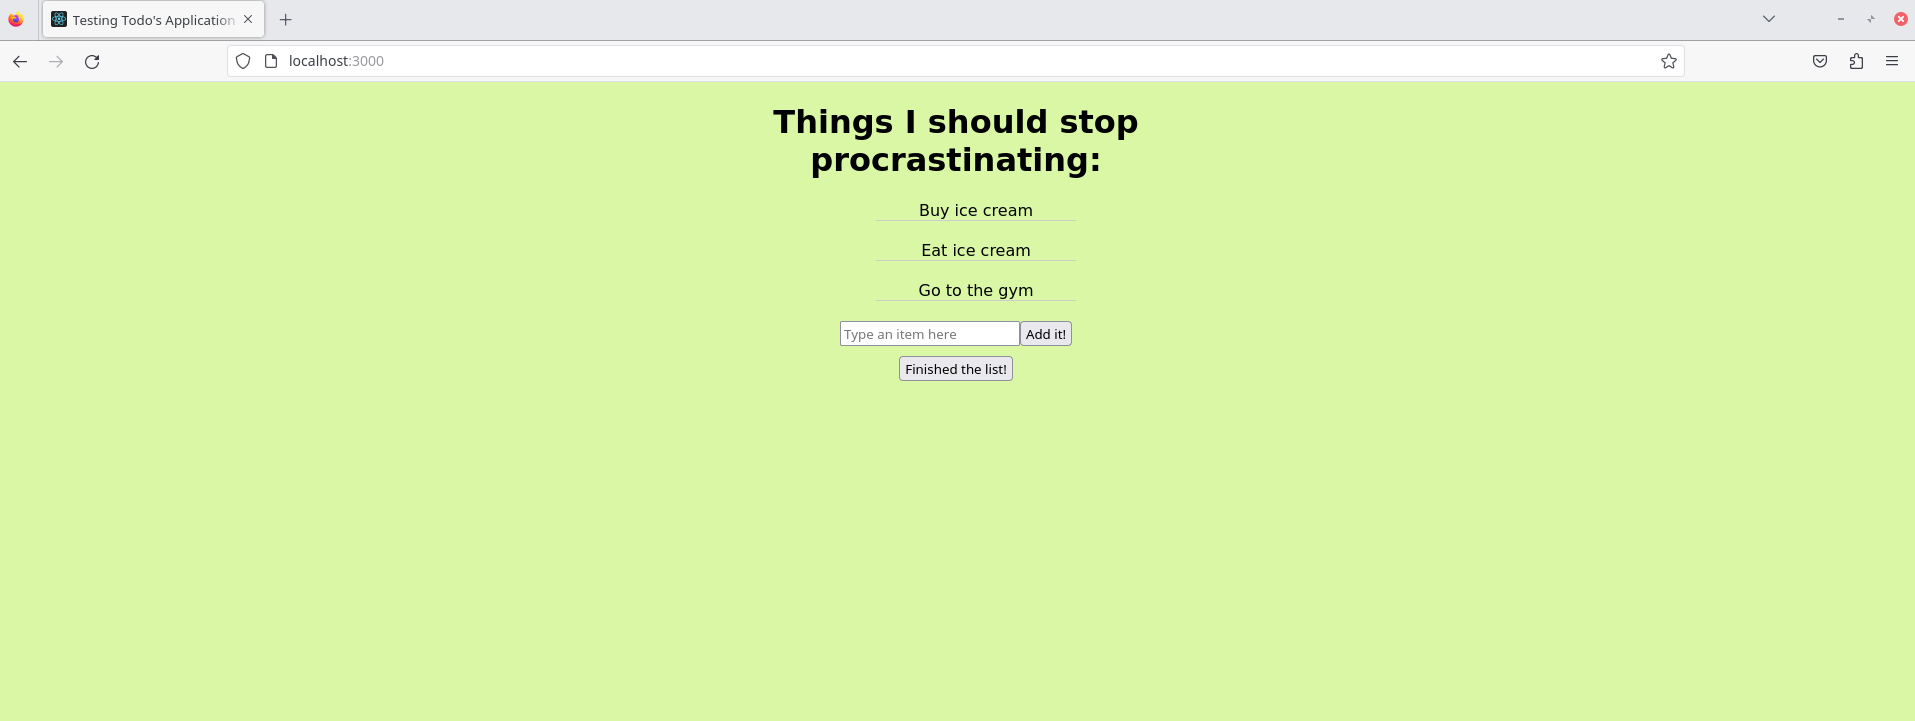 Testing Todo's Application
localhost:3000
Things I should stop
procrastinating:
Buy ice cream
Eat ice cream
Go to the gym
Type an item here Add it!
Finished the list!